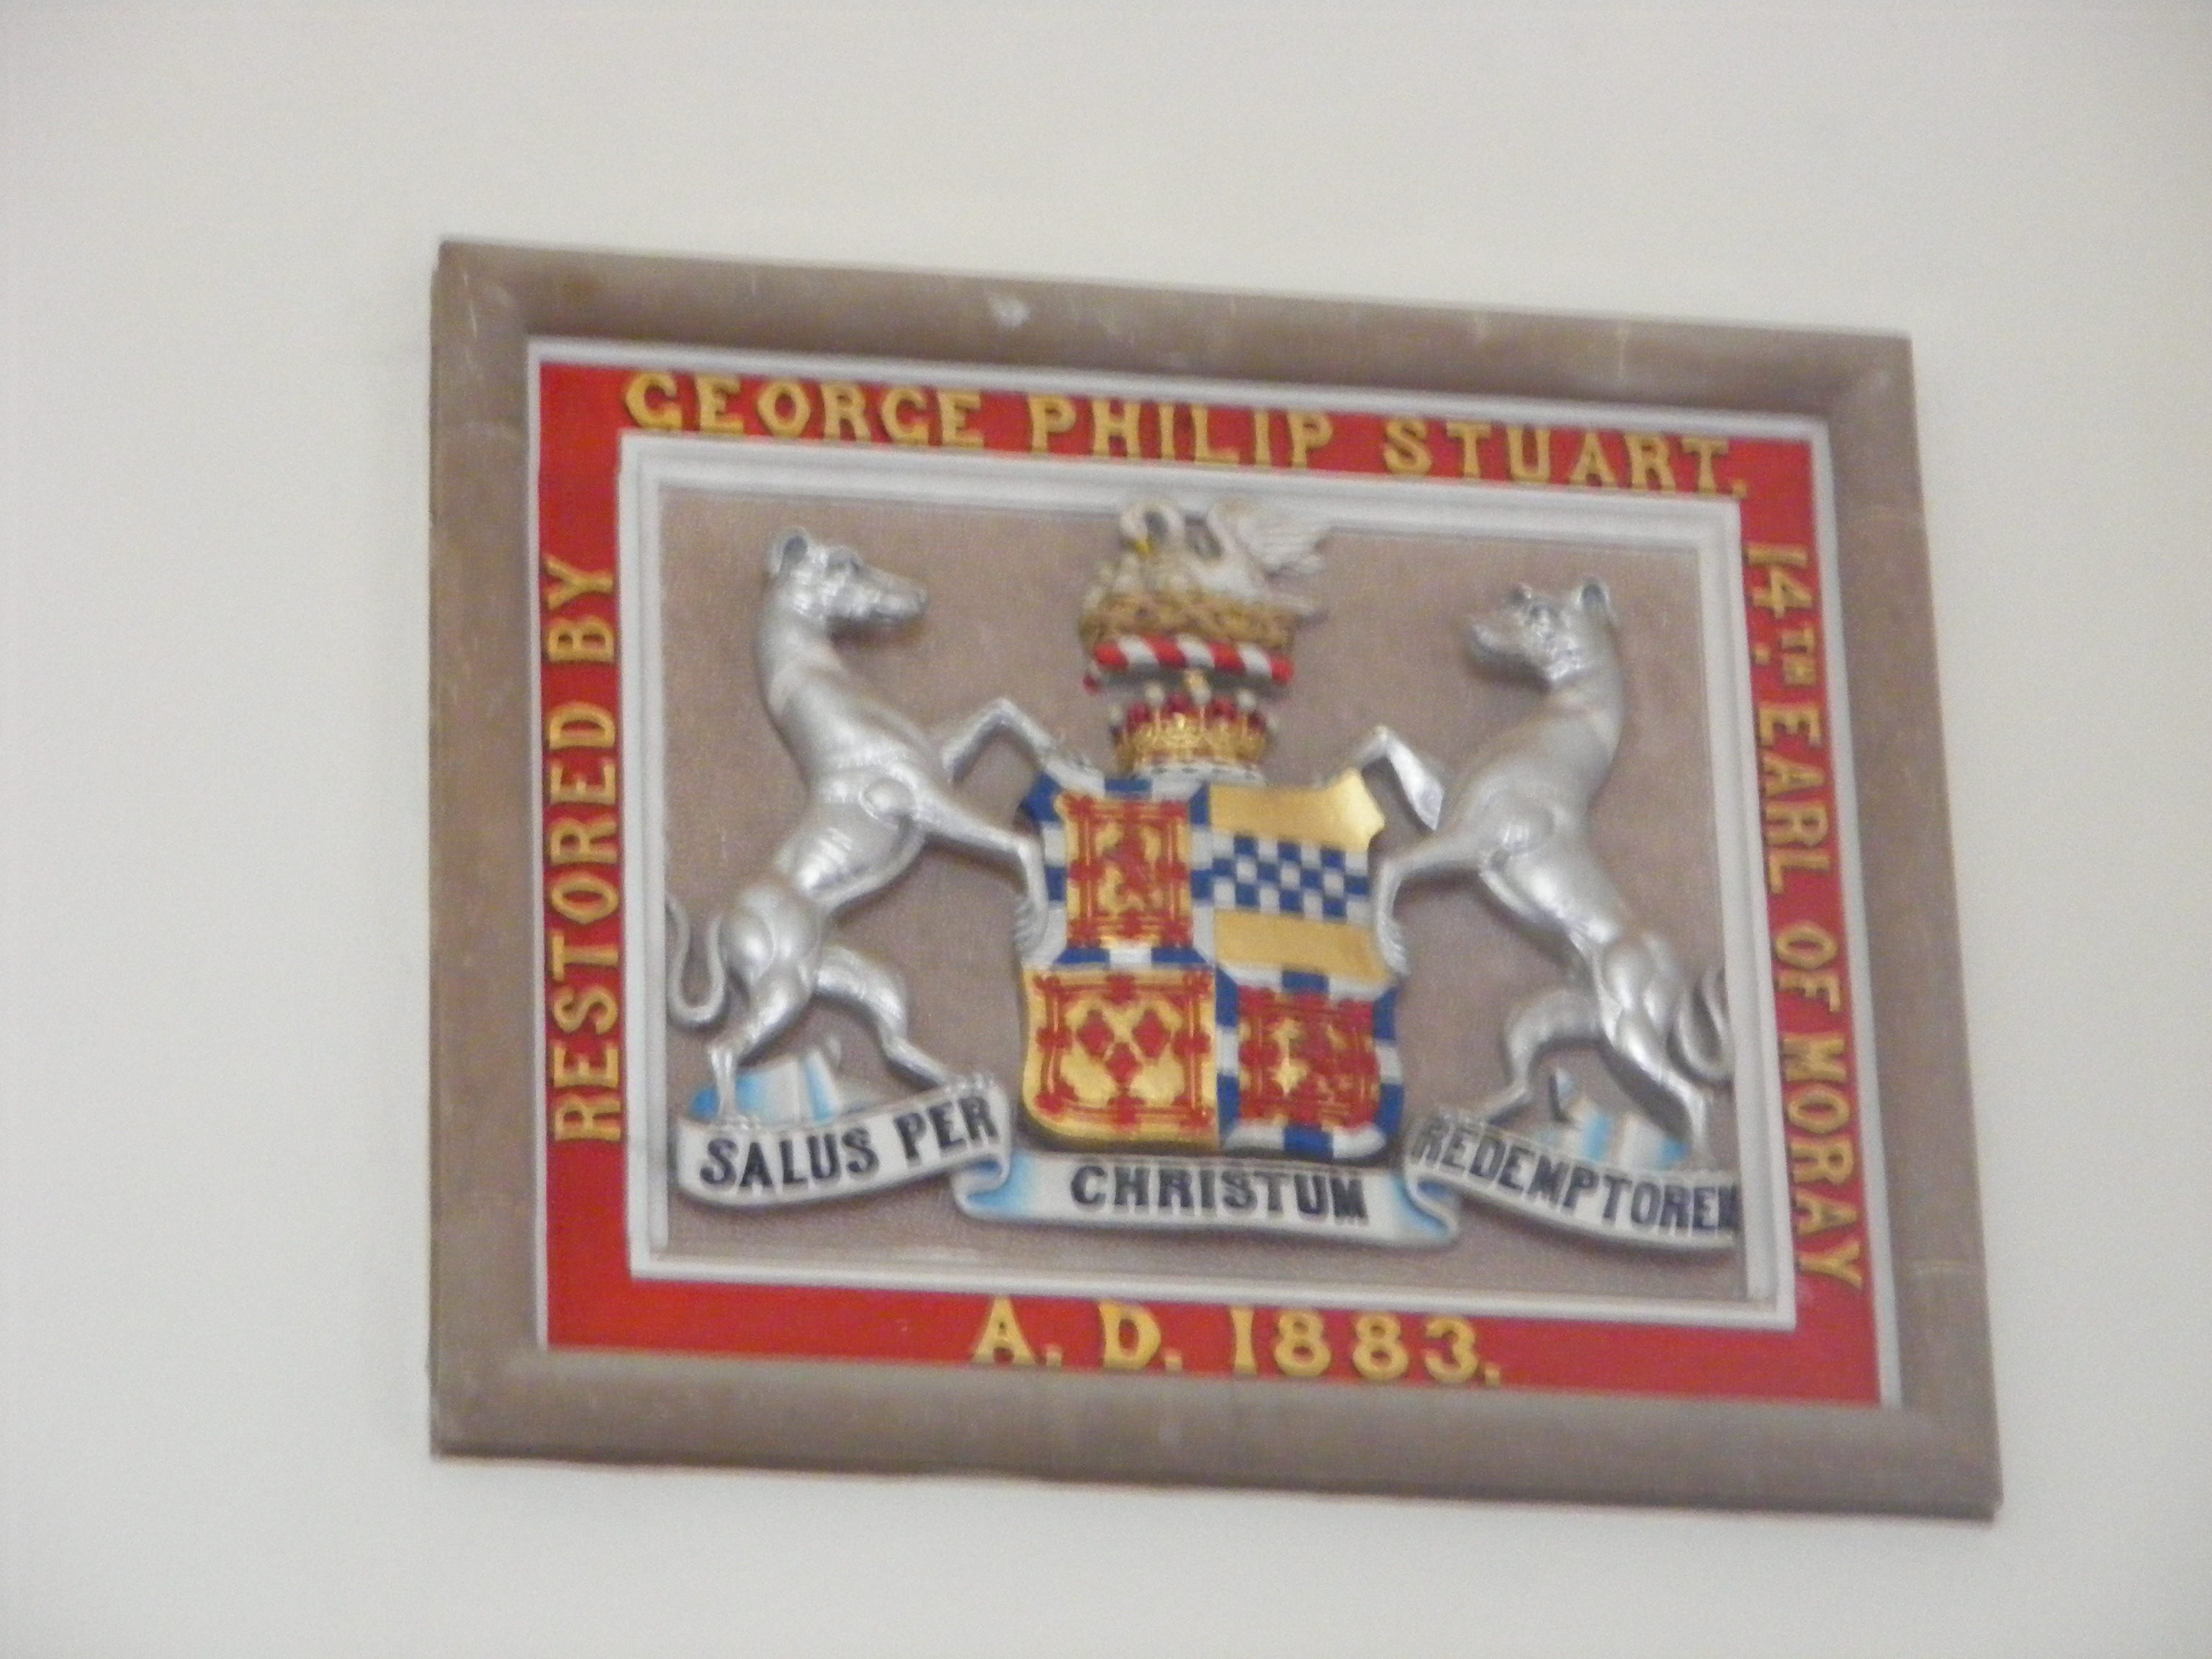 RESTORED BY
GEORGE PHILIP STUART.
14TH. EARL OF MORAY
A. D. 1883.
SALUS PER
CHRISTUM
REDEMPTOREM